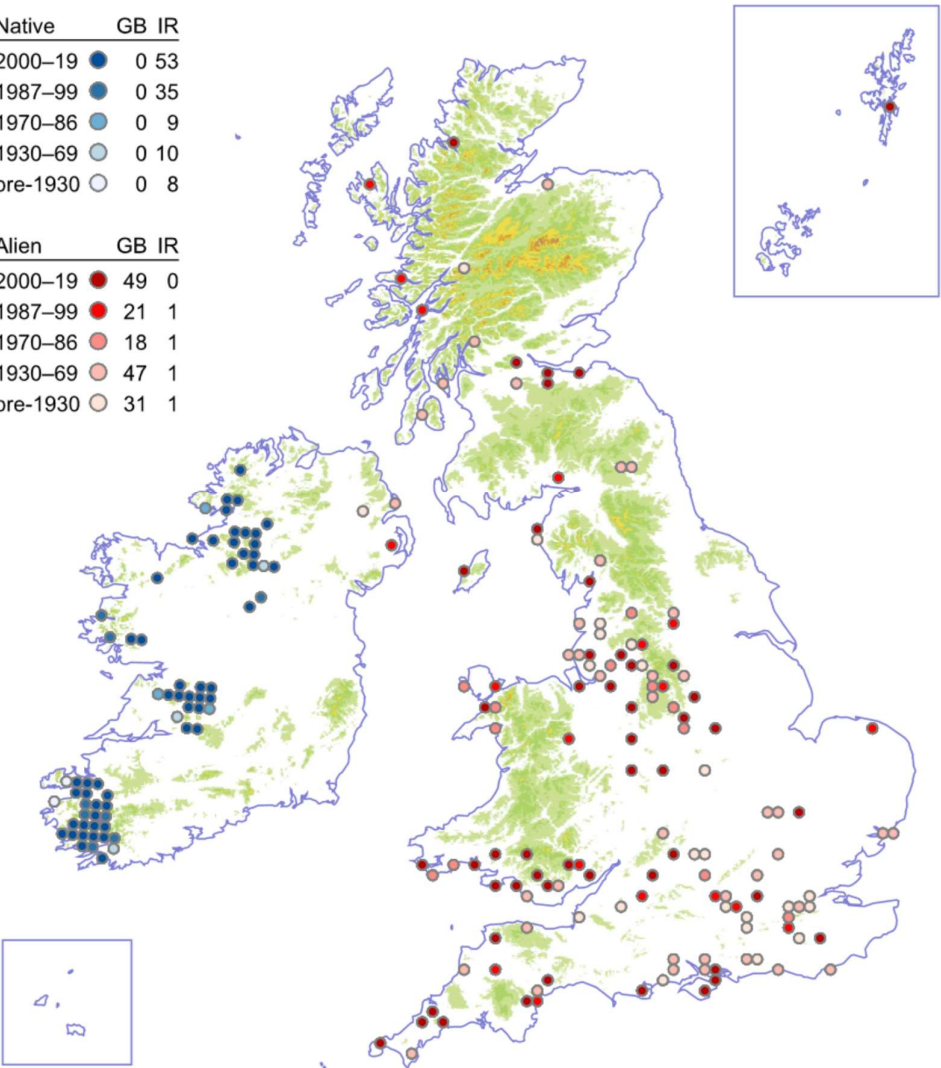 Native GB IR
2000–19 0 53
1987–99 0 35
1970–86 0 9
1930–69 0 10
pre-1930 0 8
Alien GB IR
2000–19 49 0
1987–99 21 1
1970–86 18 1
1930–69 47 1
pre-1930 31 1